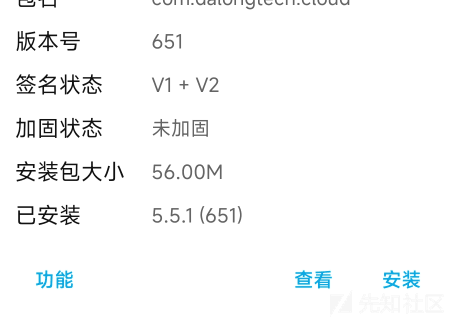 包名 com.dalongtech.cloud
版本号 651
签名状态 V1 + V2
加固状态 未加固
安装包大小 56.00M
已安装 5.5.1 (651)
功能 查看 安装
先知社区